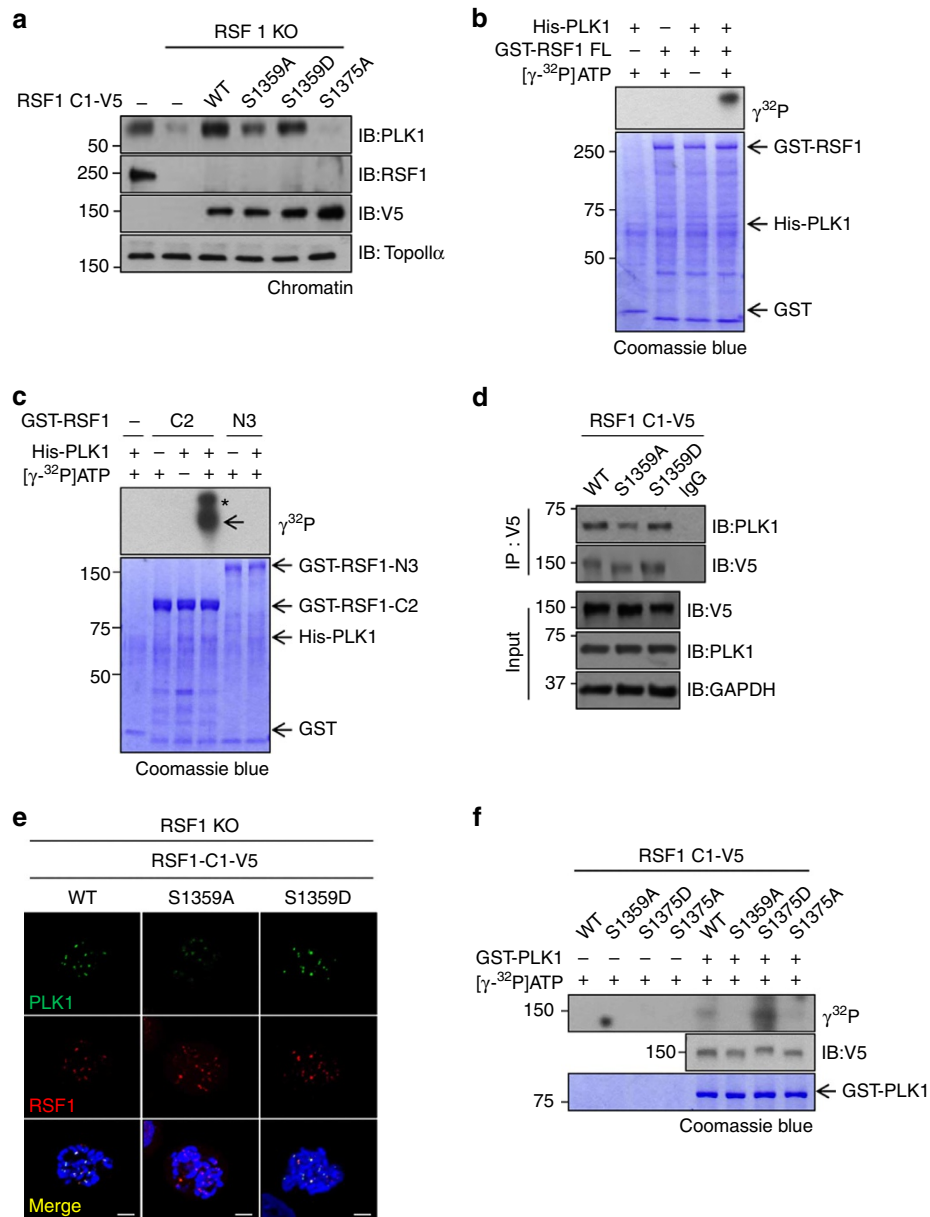 a
RSF 1 KO
RSF1 C1-V5 – – WT S1359A S1359D S1375A
50
IB:PLK1
250
IB:RSF1
150
IB:V5
150
IB: TopoIIα
Chromatin
b
His-PLK1 + – + +
GST-RSF1 FL – + + +
[γ-³²P]ATP + + – +
γ³²P
250
GST-RSF1
75
His-PLK1
50
GST
Coomassie blue
c
GST-RSF1 – C2 N3
His-PLK1 + – + + – +
[γ-³²P]ATP + + – + + +
*
γ³²P
150
GST-RSF1-N3
GST-RSF1-C2
75
His-PLK1
50
GST
Coomassie blue
d
RSF1 C1-V5
WT S1359A S1359D IgG
IP : V5
75
IB:PLK1
150
IB:V5
Input
150
IB:V5
75
IB:PLK1
37
IB:GAPDH
e
RSF1 KO
RSF1-C1-V5
WT S1359A S1359D
PLK1
RSF1
Merge
f
RSF1 C1-V5
WT S1359A S1375D S1375A WT S1359A S1375D S1375A
GST-PLK1 – – – – + + + +
[γ-³²P]ATP + + + + + + + +
150
γ³²P
150
IB:V5
75
GST-PLK1
Coomassie blue